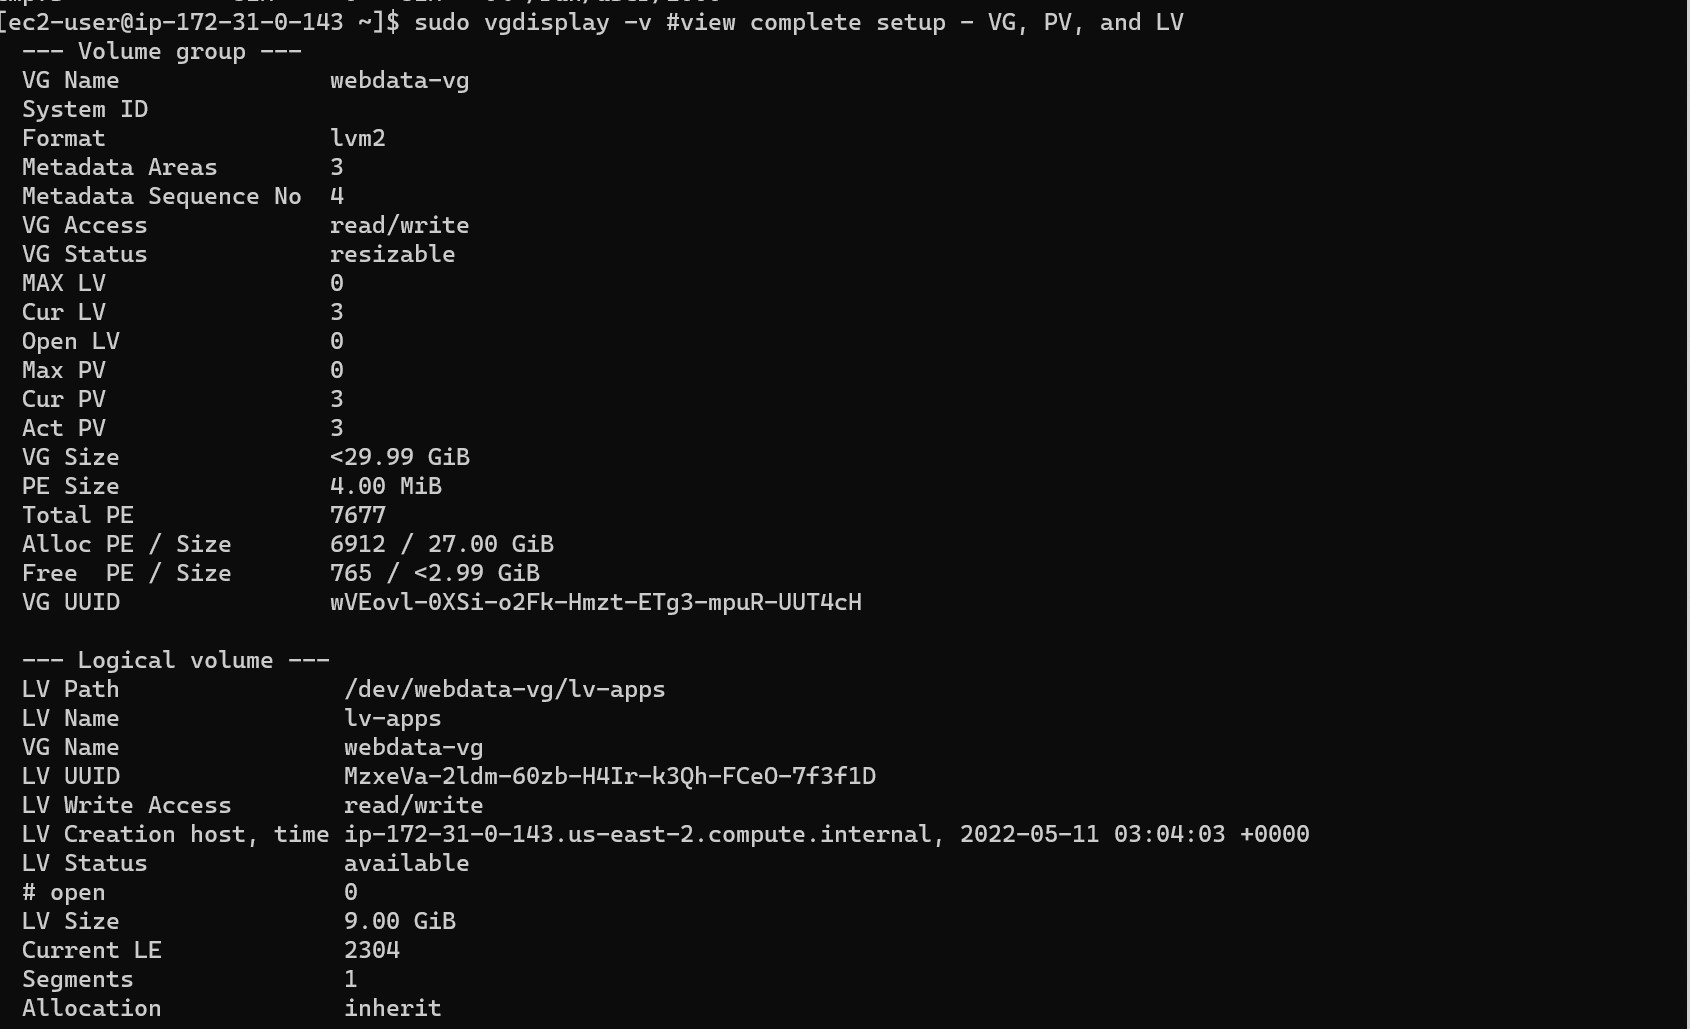 [ec2-user@ip-172-31-0-143 ~]$ sudo vgdisplay -v #view complete setup - VG, PV, and LV
--- Volume group ---
VG Name webdata-vg
System ID
Format lvm2
Metadata Areas 3
Metadata Sequence No 4
VG Access read/write
VG Status resizable
MAX LV 0
Cur LV 3
Open LV 0
Max PV 0
Cur PV 3
Act PV 3
VG Size <29.99 GiB
PE Size 4.00 MiB
Total PE 7677
Alloc PE / Size 6912 / 27.00 GiB
Free  PE / Size 765 / <2.99 GiB
VG UUID wVEovl-0XSi-o2Fk-Hmzt-ETg3-mpuR-UUT4cH
--- Logical volume ---
LV Path /dev/webdata-vg/lv-apps
LV Name lv-apps
VG Name webdata-vg
LV UUID MzxeVa-2ldm-60zb-H4Ir-k3Qh-FCeO-7f3f1D
LV Write Access read/write
LV Creation host, time ip-172-31-0-143.us-east-2.compute.internal, 2022-05-11 03:04:03 +0000
LV Status available
# open 0
LV Size 9.00 GiB
Current LE 2304
Segments 1
Allocation inherit